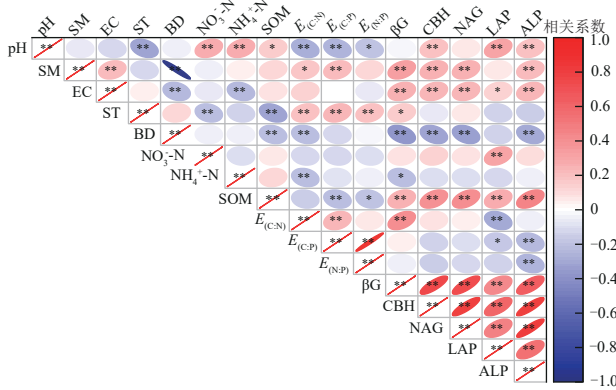 相关系数
pH SM EC ST BD NO₃⁻-N NH₄⁺-N SOM E(C:N) E(C:P) E(N:P) βG CBH NAG LAP ALP
pH ** ** ** ** * ** ** * ** ** **
SM ** ** ** * ** ** ** ** **
EC ** ** ** ** ** ** * **
ST ** ** ** ** ** ** *
BD ** ** ** ** ** ** **
NO₃⁻-N ** **
NH₄⁺-N ** ** *
SOM ** ** * ** ** ** ** **
E(C:N) ** ** ** **
E(C:P) ** ** * **
E(N:P) ** **
βG ** ** ** ** **
CBH ** ** ** **
NAG ** ** **
LAP ** **
ALP **
1.0
0.8
0.6
0.4
0.2
0
−0.2
−0.4
−0.6
−0.8
−1.0